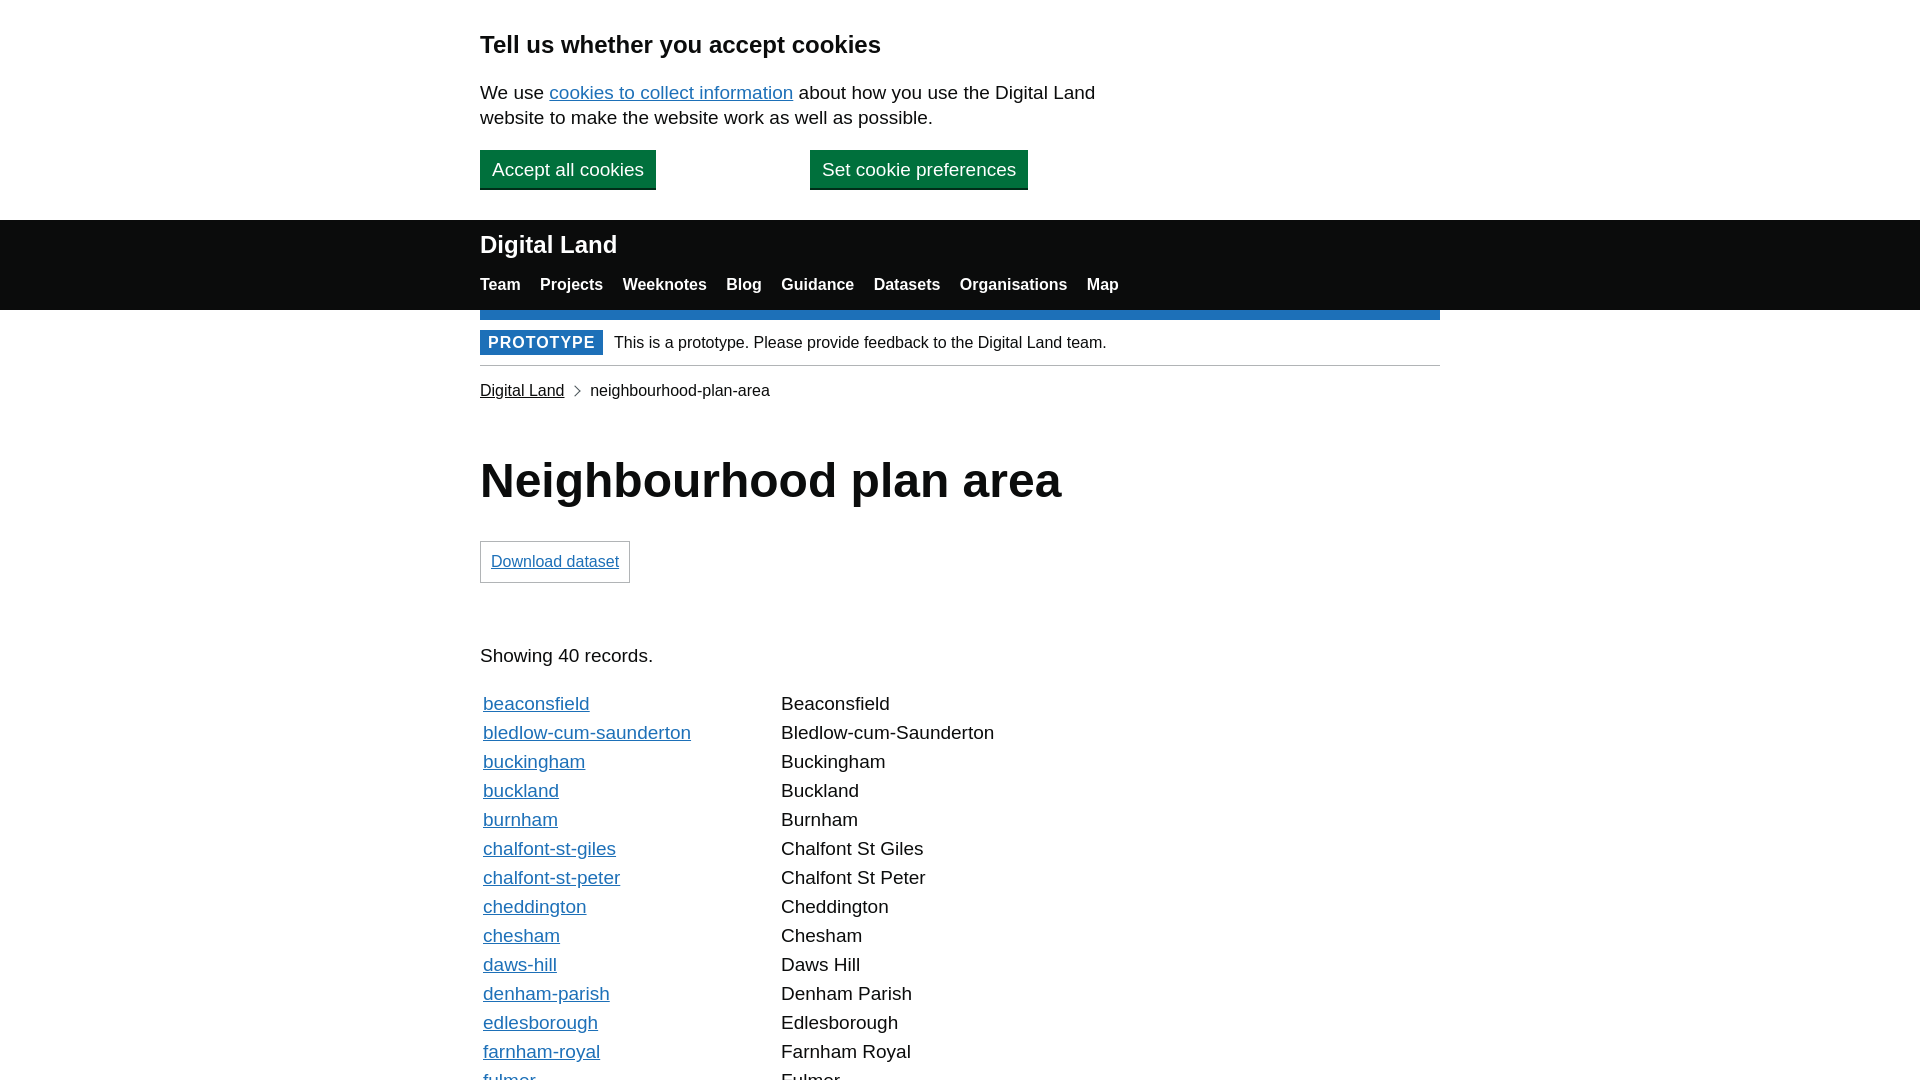 Tell us whether you accept cookies
We use cookies to collect information about how you use the Digital Land
website to make the website work as well as possible.
Accept all cookies
Set cookie preferences
Digital Land
Team Projects Weeknotes Blog Guidance Datasets Organisations Map
PROTOTYPE This is a prototype. Please provide feedback to the Digital Land team.
Digital Land neighbourhood-plan-area
Neighbourhood plan area
Download dataset
Showing 40 records.
beaconsfield Beaconsfield
bledlow-cum-saunderton Bledlow-cum-Saunderton
buckingham Buckingham
buckland Buckland
burnham Burnham
chalfont-st-giles Chalfont St Giles
chalfont-st-peter Chalfont St Peter
cheddington Cheddington
chesham Chesham
daws-hill Daws Hill
denham-parish Denham Parish
edlesborough Edlesborough
farnham-royal Farnham Royal
fulmer Fulmer